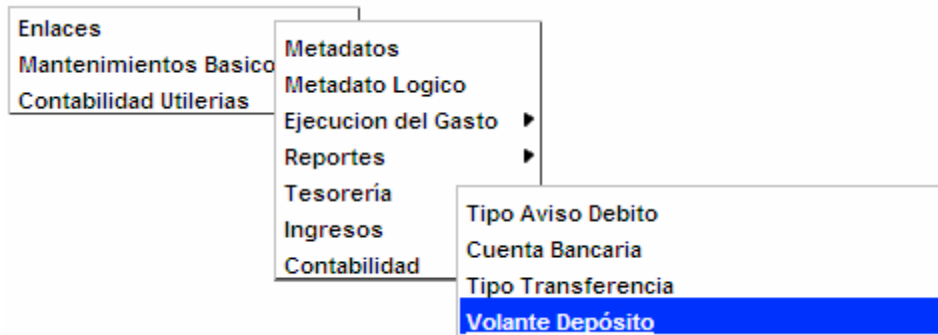 Enlaces
Mantenimientos Basico
Contabilidad Utilerias
Metadatos
Metadato Logico
Ejecucion del Gasto
Reportes
Tesorería
Ingresos
Contabilidad
Tipo Aviso Debito
Cuenta Bancaria
Tipo Transferencia
Volante Depósito